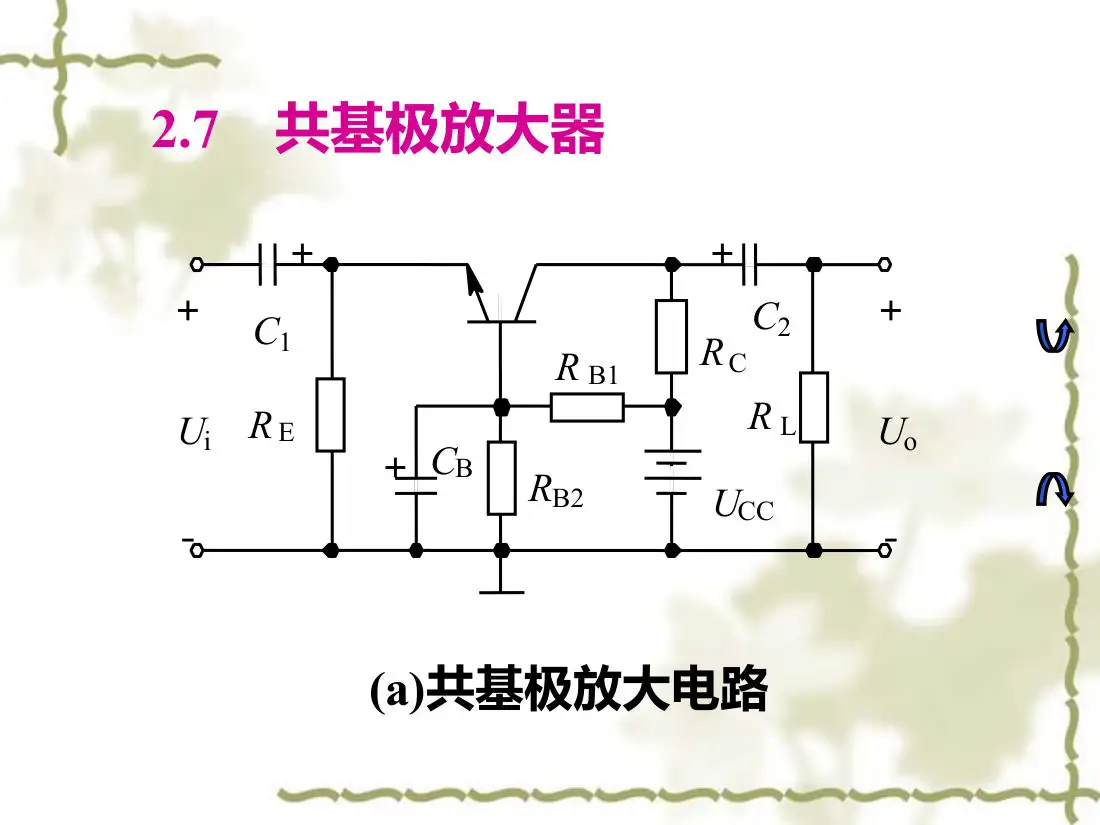 2.7 共基极放大器
+ +
+ +
C1 C2
RB1 RC
Ui RE RL Uo
+ CB RB2 UCC
- -
(a)共基极放大电路